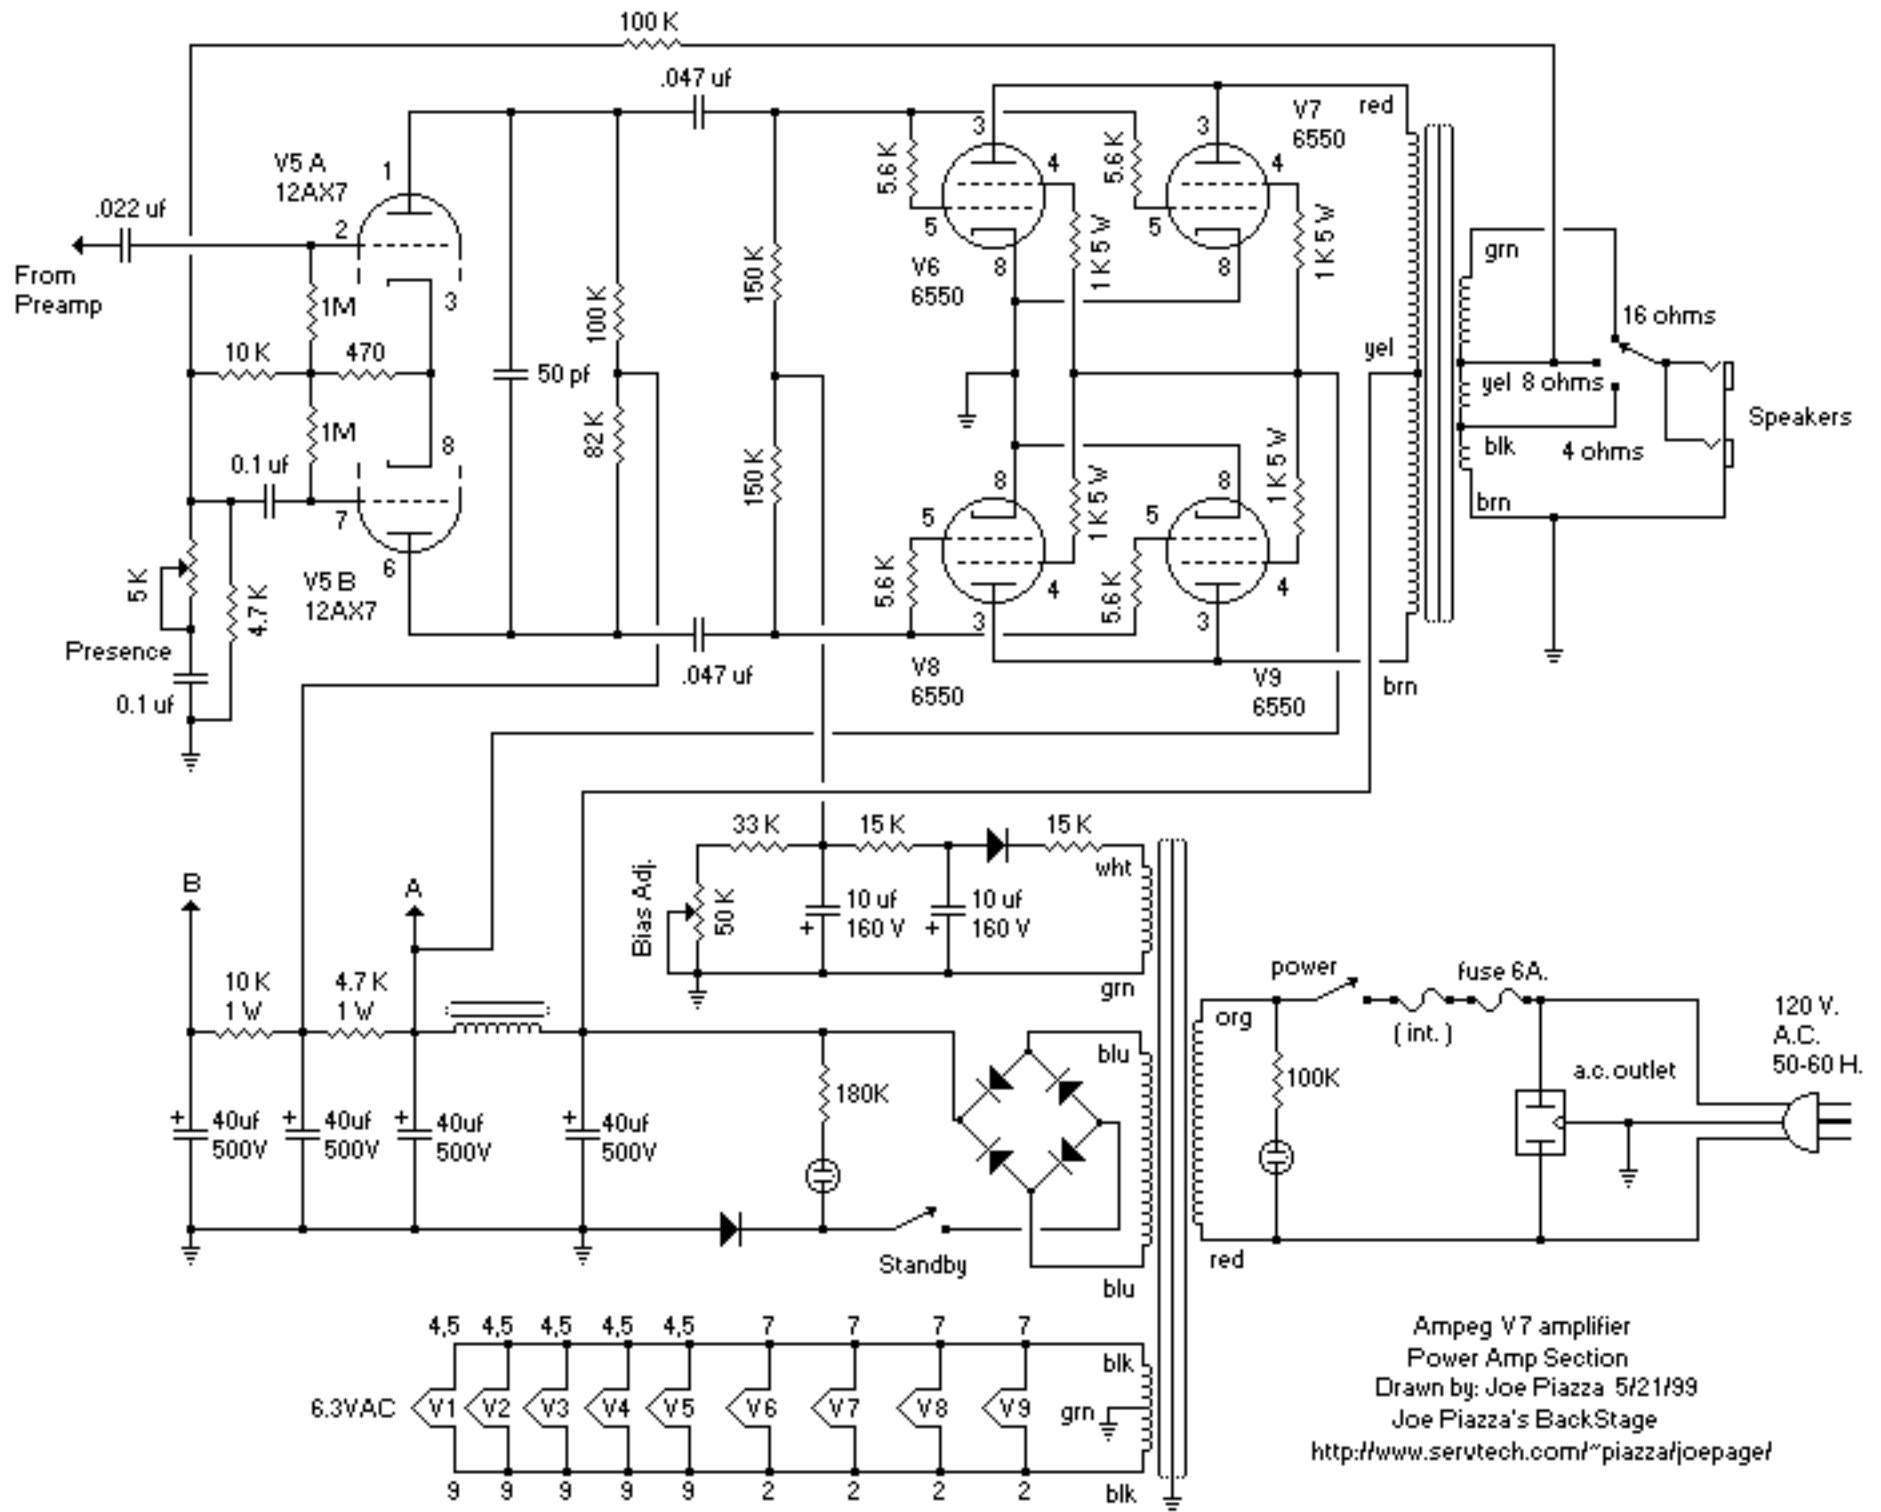 100 K
.047 uf
V5 A
12AX7
1
2
3
.022 uf
From
Preamp
1M
10 K
470
1M
8
0.1 uf
7
6
V5 B
12AX7
5 K
4.7 K
Presence
0.1 uf
50 pf
100 K
82 K
150 K
150 K
.047 uf
5.6 K
3
4
5
8
V6
6550
1K 5 W
5.6 K
3
4
5
8
V7
6550
1K 5 W
5
8
4
3
5.6 K
1K 5 W
V8
6550
5
8
4
3
5.6 K
1K 5 W
V9
6550
red
yel
brn
grn
16 ohms
yel 8 ohms
blk
4 ohms
brn
Speakers
33 K
15 K
15 K
wht
Bias Adj.
50 K
+
10 uf
160 V
+
10 uf
160 V
grn
B
A
10 K
1 W
4.7 K
1 W
+
40uf
500V
+
40uf
500V
+
40uf
500V
+
40uf
500V
180K
blu
Standby
blu
power
fuse 6A.
( int. )
org
100K
a.c. outlet
120 V.
A.C.
50-60 H.
red
4,5 4,5 4,5 4,5 4,5 7 7 7 7
blk
6.3VAC V1 V2 V3 V4 V5 V6 V7 V8 V9
grn
9 9 9 9 9 2 2 2 2
blk
Ampeg V7 amplifier
Power Amp Section
Drawn by: Joe Piazza 5/21/99
Joe Piazza's BackStage
http://www.servtech.com/~piazza/joepage/